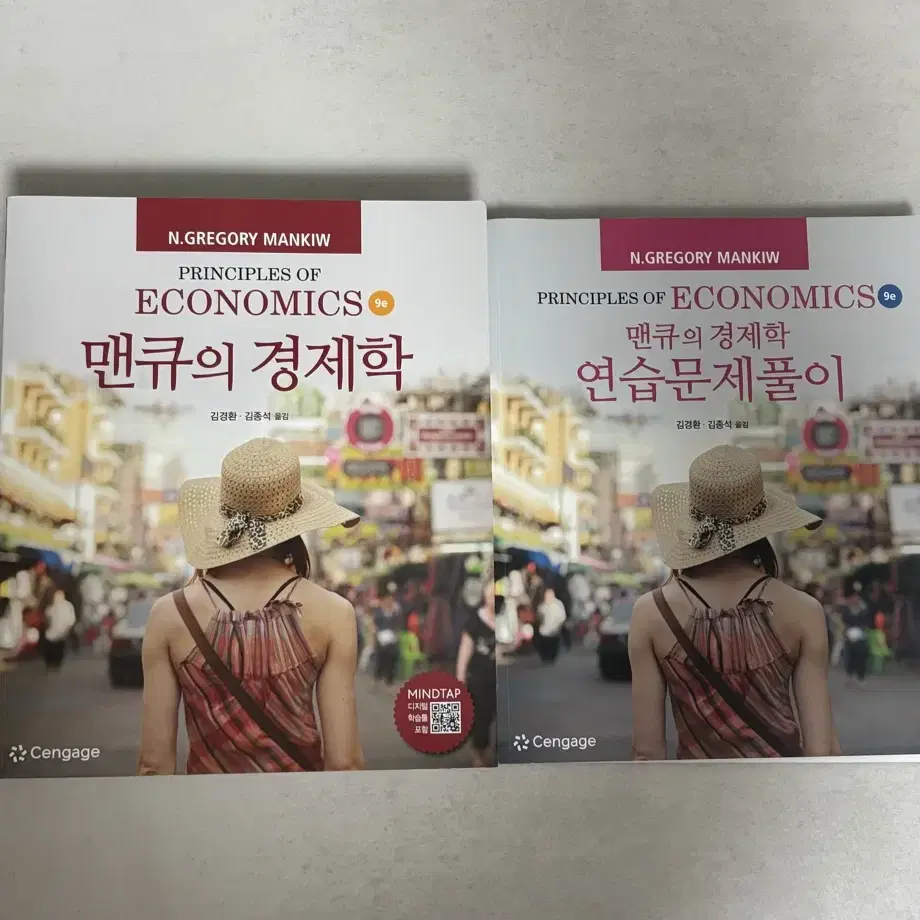 N.GREGORY MANKIW
PRINCIPLES OF
ECONOMICS 9e
맨큐의 경제학
김경환 · 김종석 옮김
MINDTAP
디지털
학습툴
포함
Cengage
N.GREGORY MANKIW
PRINCIPLES OF ECONOMICS 9e
맨큐의 경제학
연습문제풀이
김경환 · 김종석 옮김
Cengage